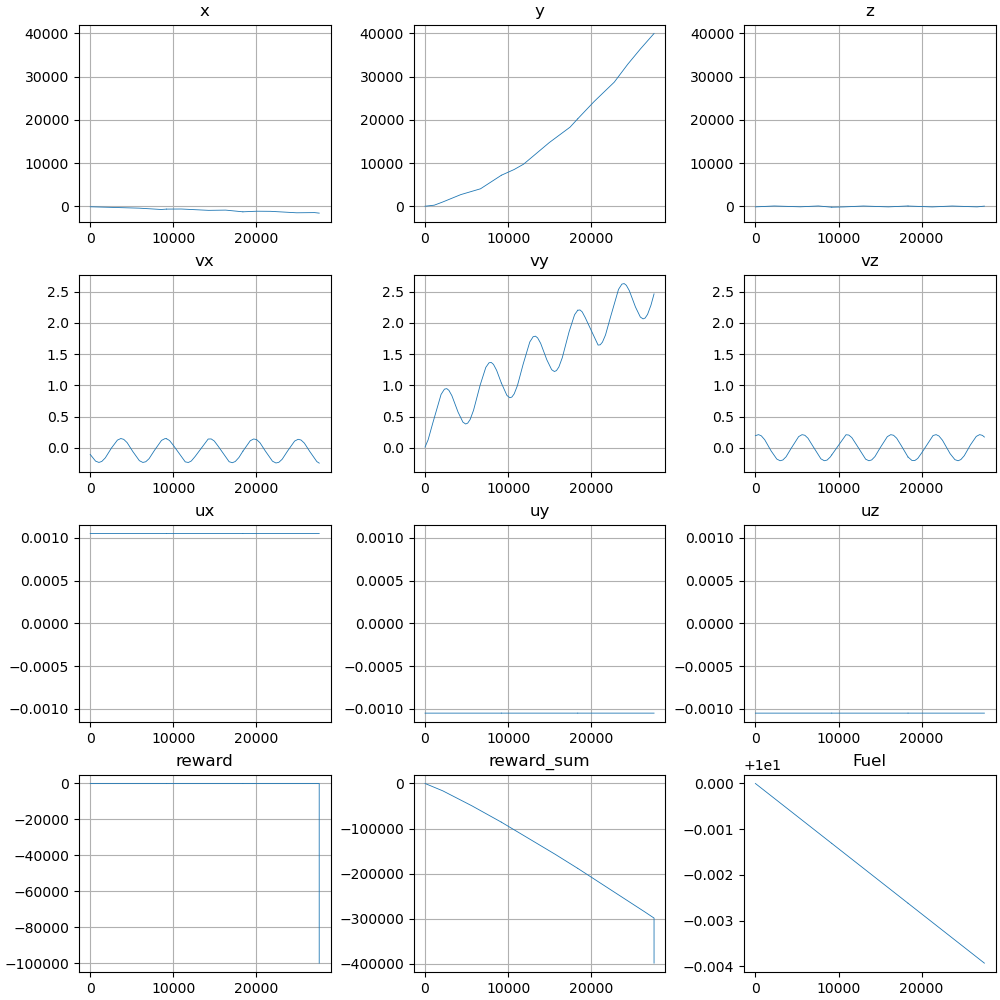 x y z
40000 40000 40000
30000 30000 30000
20000 20000 20000
10000 10000 10000
0 0 0
0 10000 20000 0 10000 20000 0 10000 20000
vx vy vz
2.5 2.5 2.5
2.0 2.0 2.0
1.5 1.5 1.5
1.0 1.0 1.0
0.5 0.5 0.5
0.0 0.0 0.0
0 10000 20000 0 10000 20000 0 10000 20000
ux uy uz
0.0010 0.0010 0.0010
0.0005 0.0005 0.0005
0.0000 0.0000 0.0000
−0.0005 −0.0005 −0.0005
−0.0010 −0.0010 −0.0010
0 10000 20000 0 10000 20000 0 10000 20000
reward reward_sum +1e1 Fuel
0 0 0.000
−20000 −100000 −0.001
−40000 −200000 −0.002
−60000 −300000 −0.003
−80000 −400000 −0.004
−100000
0 10000 20000 0 10000 20000 0 10000 20000